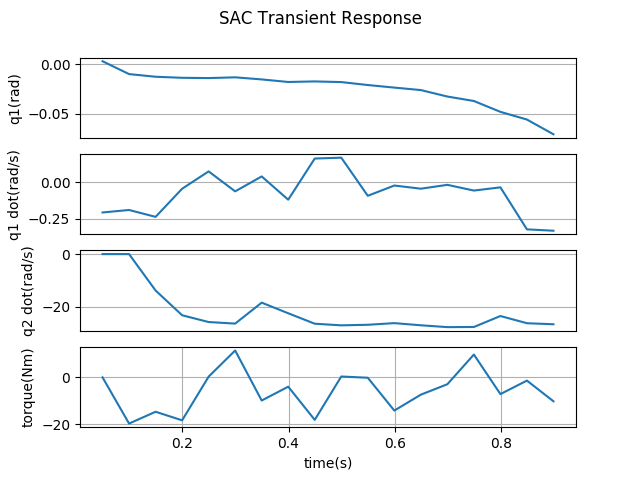 SAC Transient Response
q1(rad)
0.00
−0.05
q1 dot(rad/s)
0.00
−0.25
q2 dot(rad/s)
0
−20
torque(Nm)
0
−20
0.2 0.4 0.6 0.8
time(s)